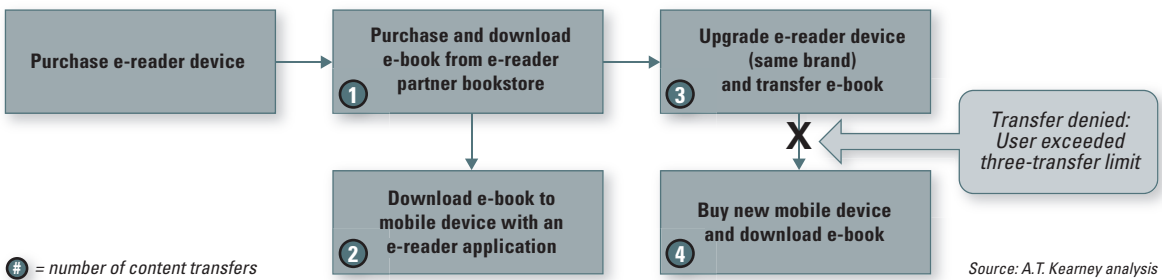 Purchase e-reader device
Purchase and download
e-book from e-reader
partner bookstore
1
Upgrade e-reader device
(same brand)
and transfer e-book
3
X
Transfer denied:
User exceeded
three-transfer limit
Download e-book to
mobile device with an
e-reader application
2
Buy new mobile device
and download e-book
4
# = number of content transfers
Source: A.T. Kearney analysis